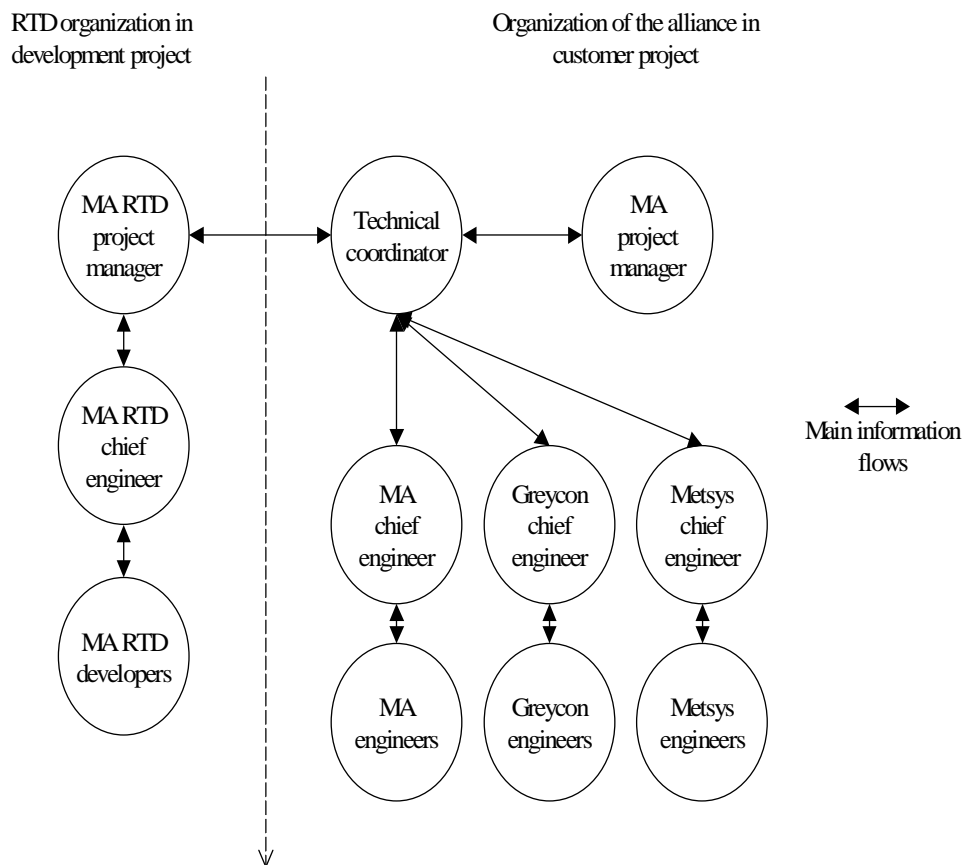 RTD organization in
development project
Organization of the alliance in
customer project
MA RTD
project
manager
Technical
coordinator
MA
project
manager
MA RTD
chief
engineer
Main information
flows
MA
chief
engineer
Greycon
chief
engineer
Metsys
chief
engineer
MA RTD
developers
MA
engineers
Greycon
engineers
Metsys
engineers